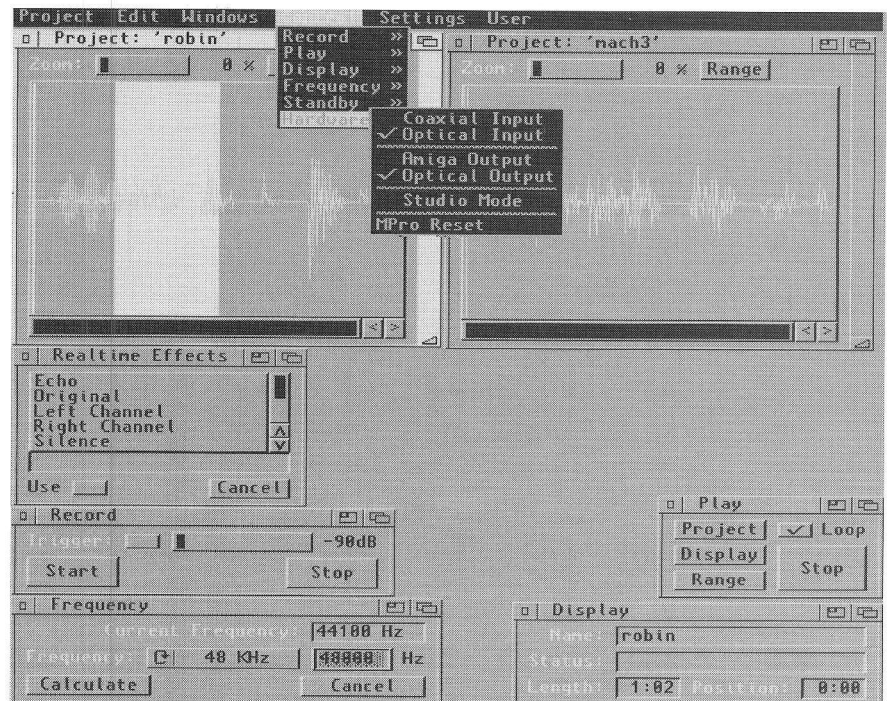 Project Edit Windows Settings User
Project: 'robin'
Zoom: 0 %
Record »
Play »
Display »
Frequency »
Standby »
Hardware
Coaxial Input
✓Optical Input
Amiga Output
✓Optical Output
Studio Mode
MPro Reset
Project: 'mach3'
Zoom: 0 % Range
< >
< >
Realtime Effects
Echo
Original
Left Channel
Right Channel
Silence
Use Cancel
Record
Trigger: -90dB
Start Stop
Frequency
Current Frequency: 44100 Hz
Frequency: 48 KHz 48000 Hz
Calculate Cancel
Play
Project ✓ Loop
Display
Range Stop
Display
Name: robin
Status:
Length: 1:02 Position: 0:00